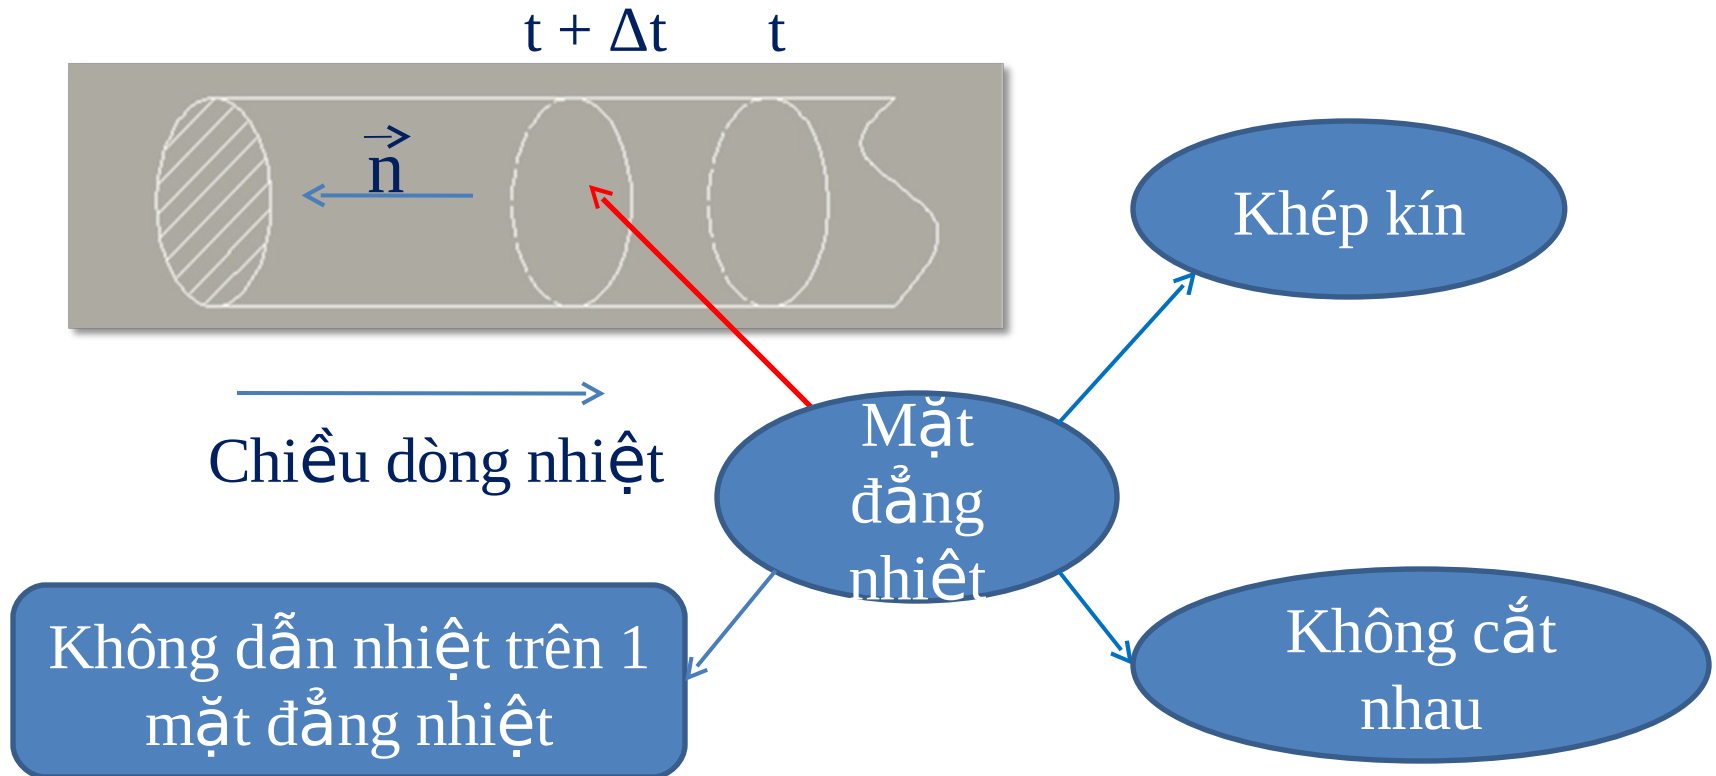 t + Δt t
n
Khép kín
Chiều dòng nhiệt
Mặt
đẳng
nhiệt
Không dẫn nhiệt trên 1
mặt đẳng nhiệt
Không cắt
nhau